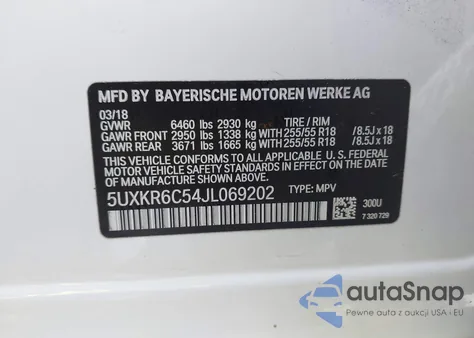 MFD BY BAYERISCHE MOTOREN WERKE AG
03/18
GVWR 6460 lbs 2930 kg TIRE / RIM
GAWR FRONT 2950 lbs 1338 kg WITH 255/55 R18 / 8.5J x 18
GAWR REAR 3671 lbs 1665 kg WITH 255/55 R18 / 8.5J x 18
THIS VEHICLE CONFORMS TO ALL APPLICABLE U.S. FEDERAL
MOTOR VEHICLE SAFETY STANDARDS IN EFFECT ON THE DATE OF
MANUFACTURE SHOWN ABOVE.
5UXKR6C54JL069202 TYPE: MPV
300U
7 320 729
autoSnap
Pewne auta z aukcji USA - EU